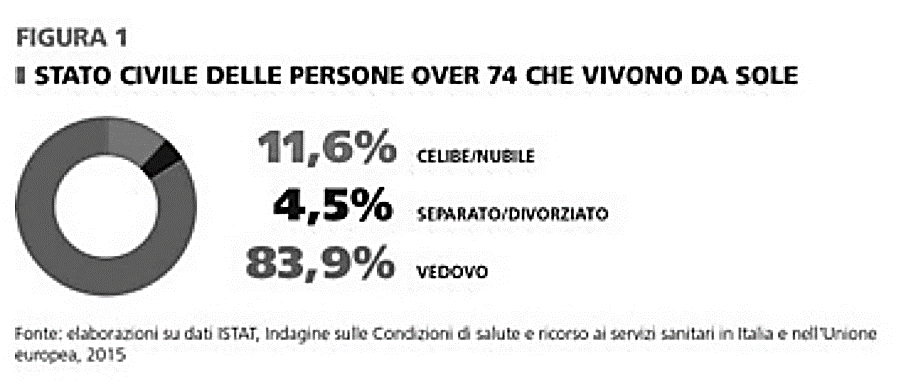 FIGURA 1
STATO CIVILE DELLE PERSONE OVER 74 CHE VIVONO DA SOLE
11,6% CELIBE/NUBILE
4,5% SEPARATO/DIVORZIATO
83,9% VEDOVO
Fonte: elaborazioni su dati ISTAT, Indagine sulle Condizioni di salute e ricorso ai servizi sanitari in Italia e nell'Unione
europea, 2015